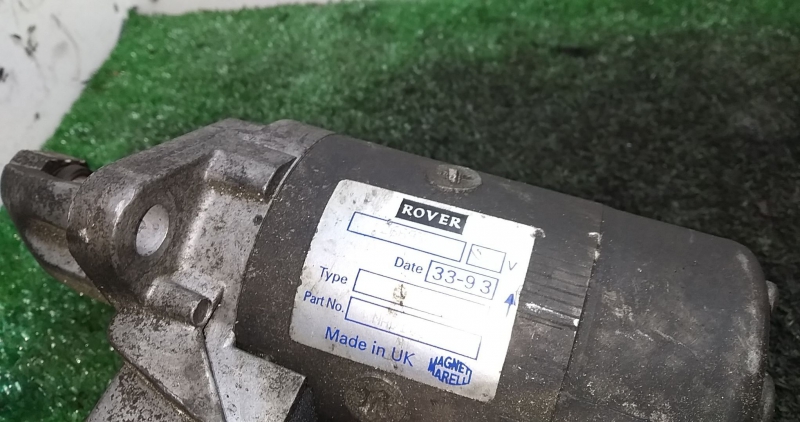 ROVER
V
Date 33-93
Type
Part No.
Made in UK
MAGNETI
MARELLI